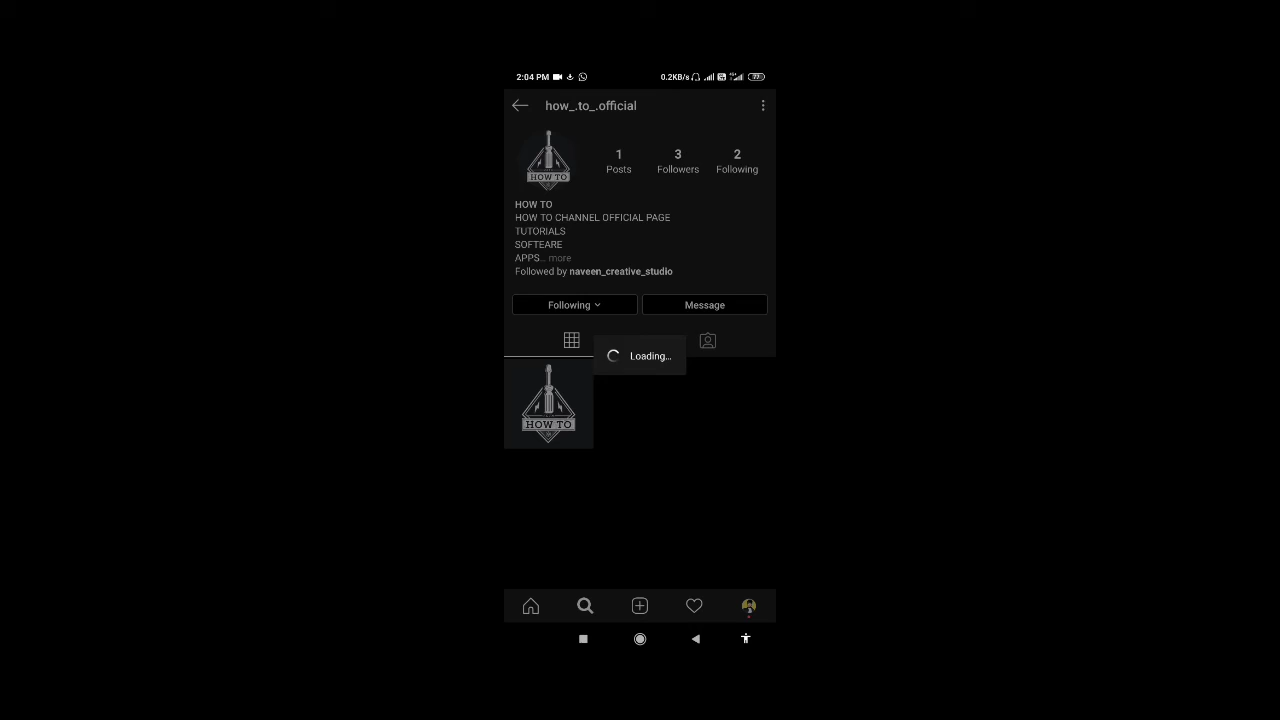 2:04 PM 0.2KB/s 77
how_.to_.official
HOW TO
1 3 2
Posts Followers Following
HOW TO
HOW TO CHANNEL OFFICIAL PAGE
TUTORIALS
SOFTEARE
APPS... more
Followed by naveen_creative_studio
Following Message
Loading...
HOW TO